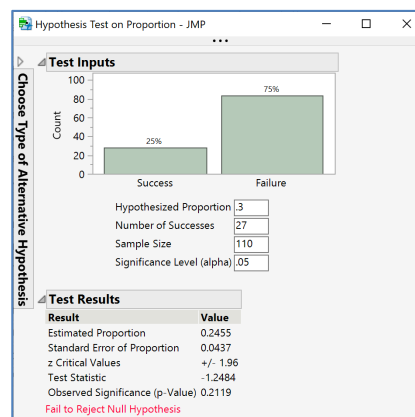 Hypothesis Test on Proportion - JMP
Choose Type of Alternative Hypothesis
Test Inputs
100
80
60
40
20
0
Count
25%
75%
Success Failure
Hypothesized Proportion .3
Number of Successes 27
Sample Size 110
Significance Level (alpha) .05
Test Results
Result Value
Estimated Proportion 0.2455
Standard Error of Proportion 0.0437
z Critical Values +/- 1.96
Test Statistic -1.2484
Observed Significance (p-Value) 0.2119
Fail to Reject Null Hypothesis